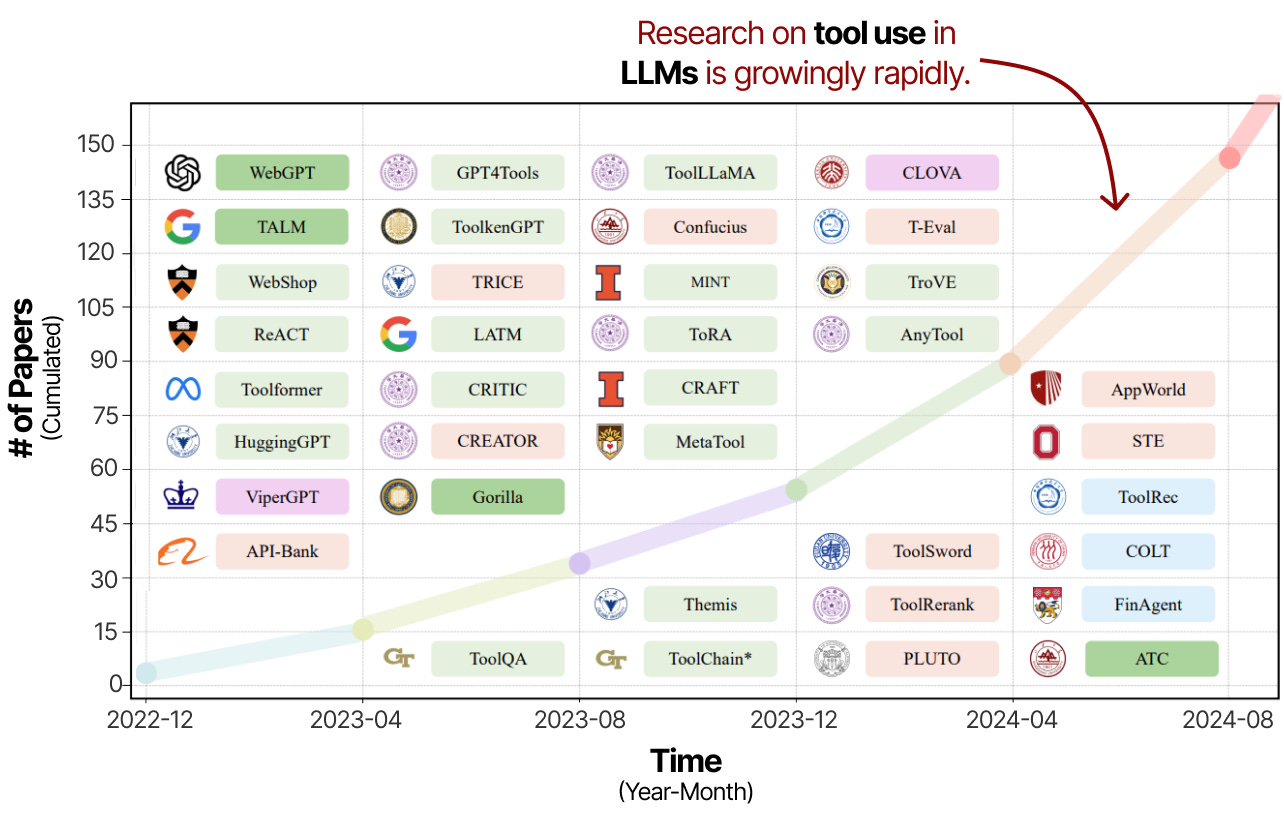 Research on tool use in
LLMs is growingly rapidly.
# of Papers
(Cumulated)
150
135
120
105
90
75
60
45
30
15
0
WebGPT
GPT4Tools
ToolLLaMA
CLOVA
TALM
ToolkenGPT
Confucius
T-Eval
WebShop
TRICE
MINT
TroVE
ReACT
LATM
ToRA
AnyTool
Toolformer
CRITIC
CRAFT
AppWorld
HuggingGPT
CREATOR
MetaTool
STE
ViperGPT
Gorilla
ToolRec
API-Bank
ToolSword
COLT
Themis
ToolRerank
FinAgent
GT
ToolQA
GT
ToolChain*
PLUTO
ATC
2022-12
2023-04
2023-08
2023-12
2024-04
2024-08
Time
(Year-Month)